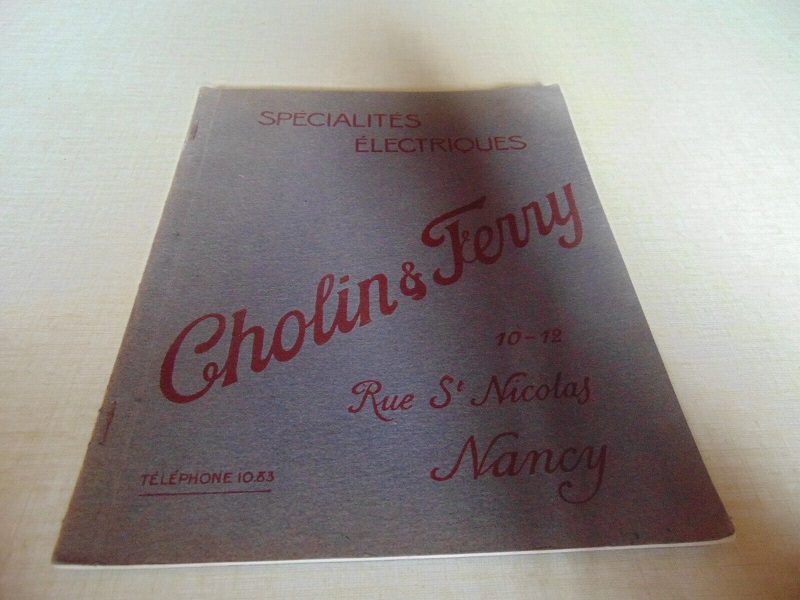 SPÉCIALITÉS
ÉLECTRIQUES
Cholin & Ferry
10-12
Rue St Nicolas
Nancy
TÉLÉPHONE 10.83